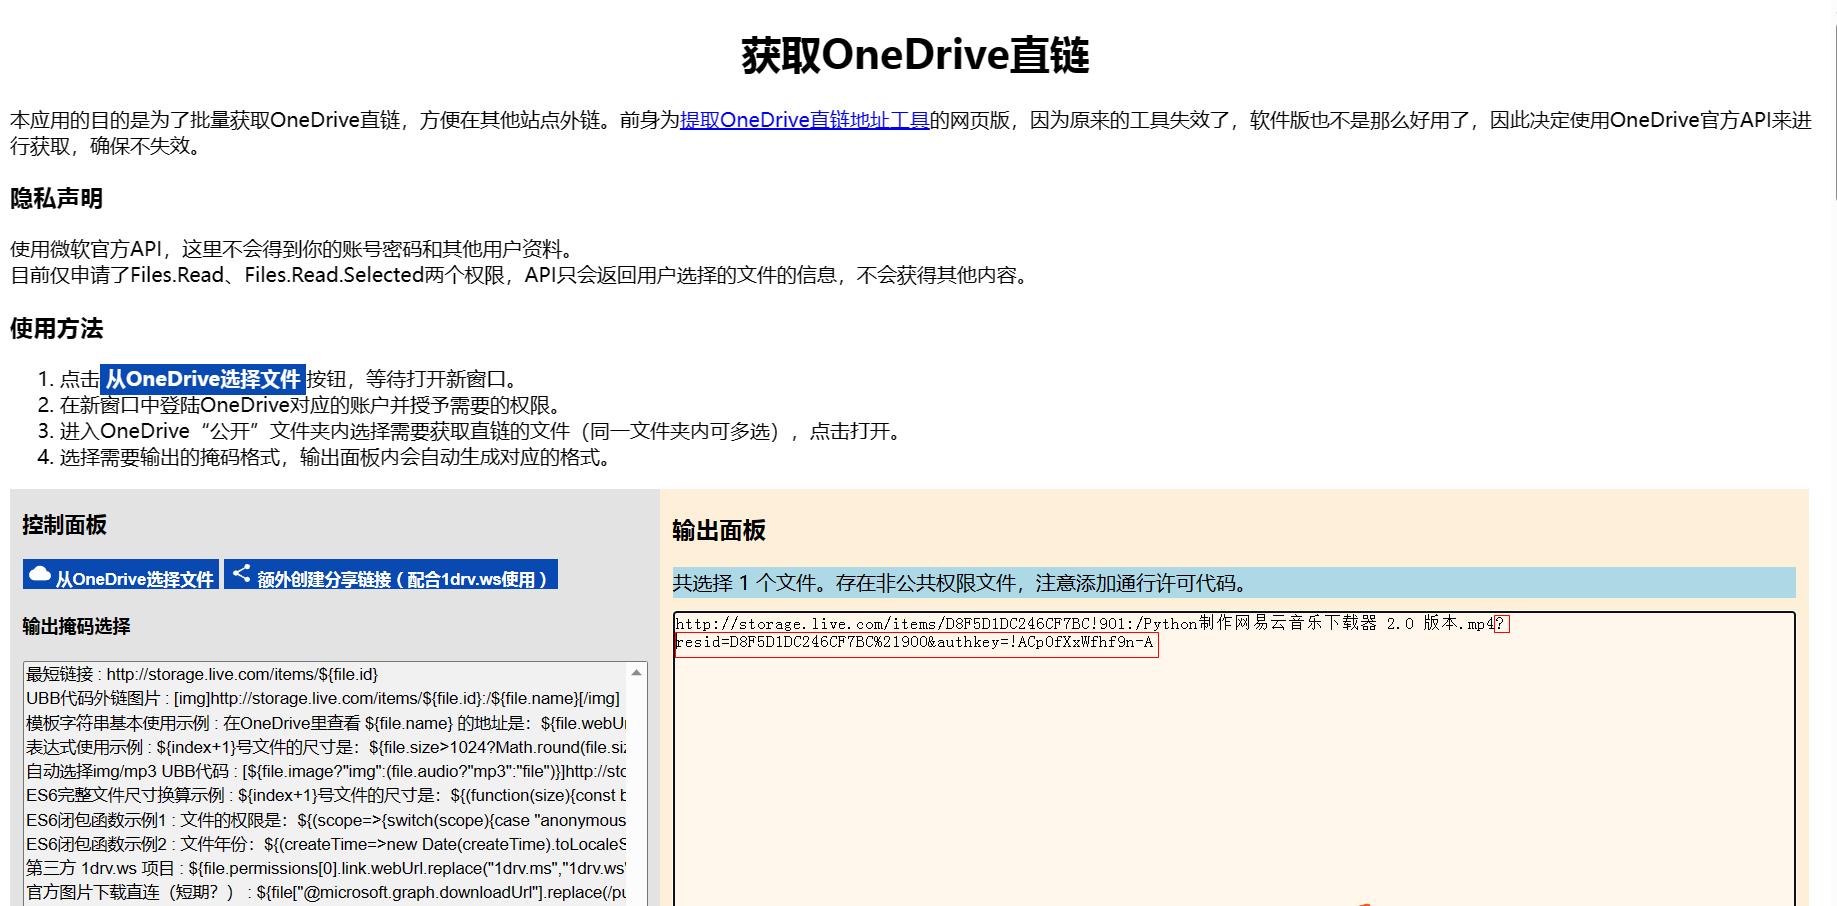 获取OneDrive直链
本应用的目的是为了批量获取OneDrive直链，方便在其他站点外链。前身为提取OneDrive直链地址工具的网页版，因为原来的工具失效了，软件版也不是那么好用了，因此决定使用OneDrive官方API来进
行获取，确保不失效。
隐私声明
使用微软官方API，这里不会得到你的账号密码和其他用户资料。
目前仅申请了Files.Read、Files.Read.Selected两个权限，API只会返回用户选择的文件的信息，不会获得其他内容。
使用方法
1. 点击 从OneDrive选择文件 按钮，等待打开新窗口。
2. 在新窗口中登陆OneDrive对应的账户并授予需要的权限。
3. 进入OneDrive“公开”文件夹内选择需要获取直链的文件（同一文件夹内可多选），点击打开。
4. 选择需要输出的掩码格式，输出面板内会自动生成对应的格式。
控制面板
从OneDrive选择文件 额外创建分享链接（配合1drv.ws使用）
输出掩码选择
最短链接 : http://storage.live.com/items/${file.id}
UBB代码外链图片 : [img]http://storage.live.com/items/${file.id}:/${file.name}[/img]
模板字符串基本使用示例 : 在OneDrive里查看 ${file.name} 的地址是：${file.webUr
表达式使用示例 : ${index+1}号文件的尺寸是：${file.size>1024?Math.round(file.siz
自动选择img/mp3 UBB代码 : [${file.image?"img":(file.audio?"mp3":"file")}]http://sto
ES6完整文件尺寸换算示例 : ${index+1}号文件的尺寸是：${(function(size){const b
ES6闭包函数示例1 : 文件的权限是：${(scope=>{switch(scope){case "anonymous
ES6闭包函数示例2 : 文件年份：${(createTime=>new Date(createTime).toLocaleS
第三方 1drv.ws 项目 : ${file.permissions[0].link.webUrl.replace("1drv.ms","1drv.ws"
官方图片下载直连（短期？） : ${file["@microsoft.graph.downloadUrl"].replace(/pu
输出面板
共选择 1 个文件。存在非公共权限文件，注意添加通行许可代码。
http://storage.live.com/items/D8F5D1DC246CF7BC!901:/Python制作网易云音乐下载器 2.0 版本.mp4?
resid=D8F5D1DC246CF7BC%21900&authkey=!ACpOfXxWfhf9n-A